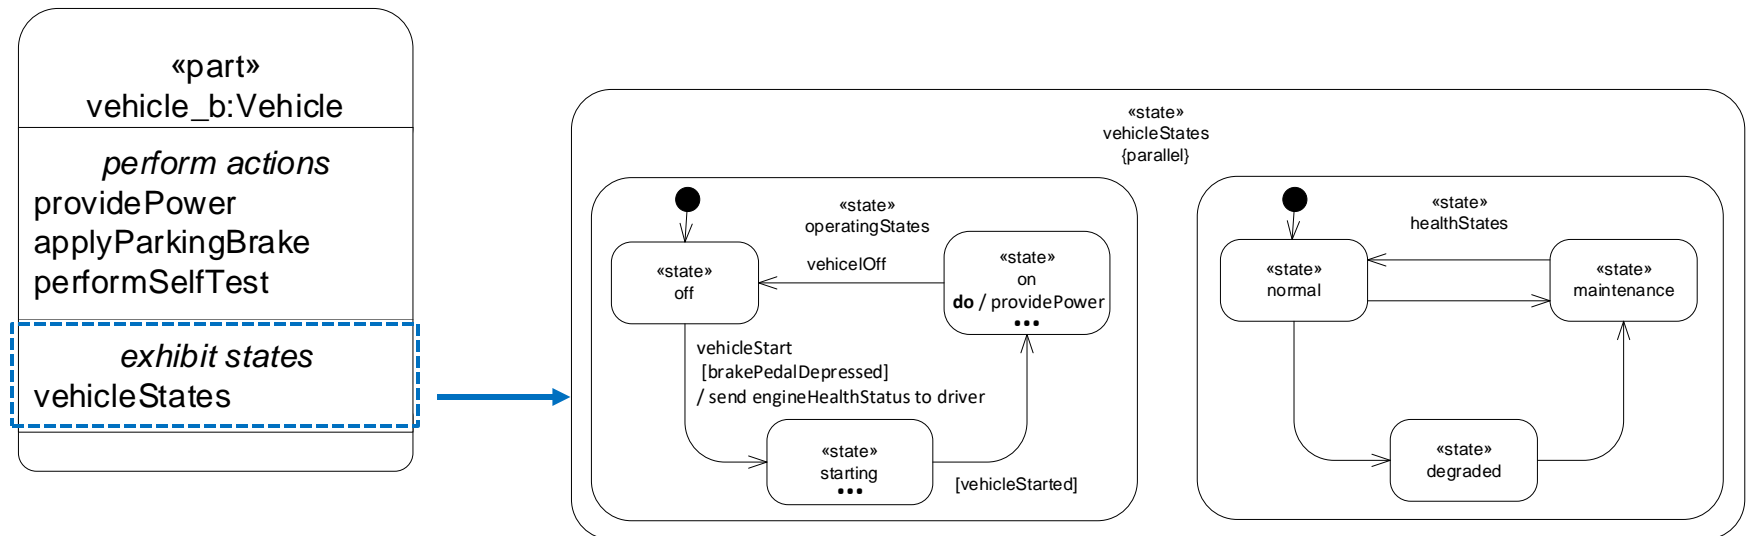 «part»
vehicle_b:Vehicle
perform actions
providePower
applyParkingBrake
performSelfTest
exhibit states
vehicleStates
«state»
vehicleStates
{parallel}
«state»
operatingStates
«state»
off
vehicelOff
«state»
on
do / providePower
...
vehicleStart
[brakePedalDepressed]
/ send engineHealthStatus to driver
«state»
starting
...
[vehicleStarted]
«state»
healthStates
«state»
normal
«state»
maintenance
«state»
degraded